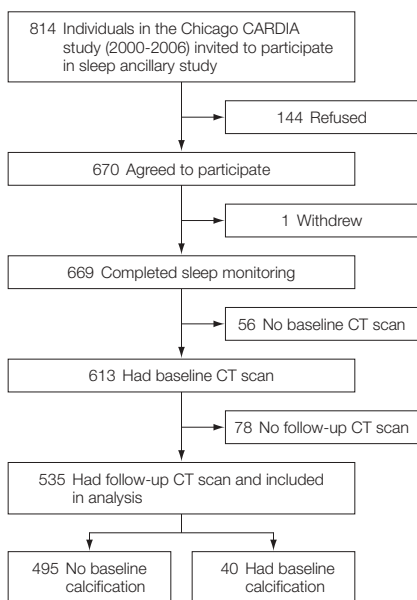 814 Individuals in the Chicago CARDIA
study (2000-2006) invited to participate
in sleep ancillary study
144 Refused
670 Agreed to participate
1 Withdrew
669 Completed sleep monitoring
56 No baseline CT scan
613 Had baseline CT scan
78 No follow-up CT scan
535 Had follow-up CT scan and included
in analysis
495 No baseline
calcification
40 Had baseline
calcification